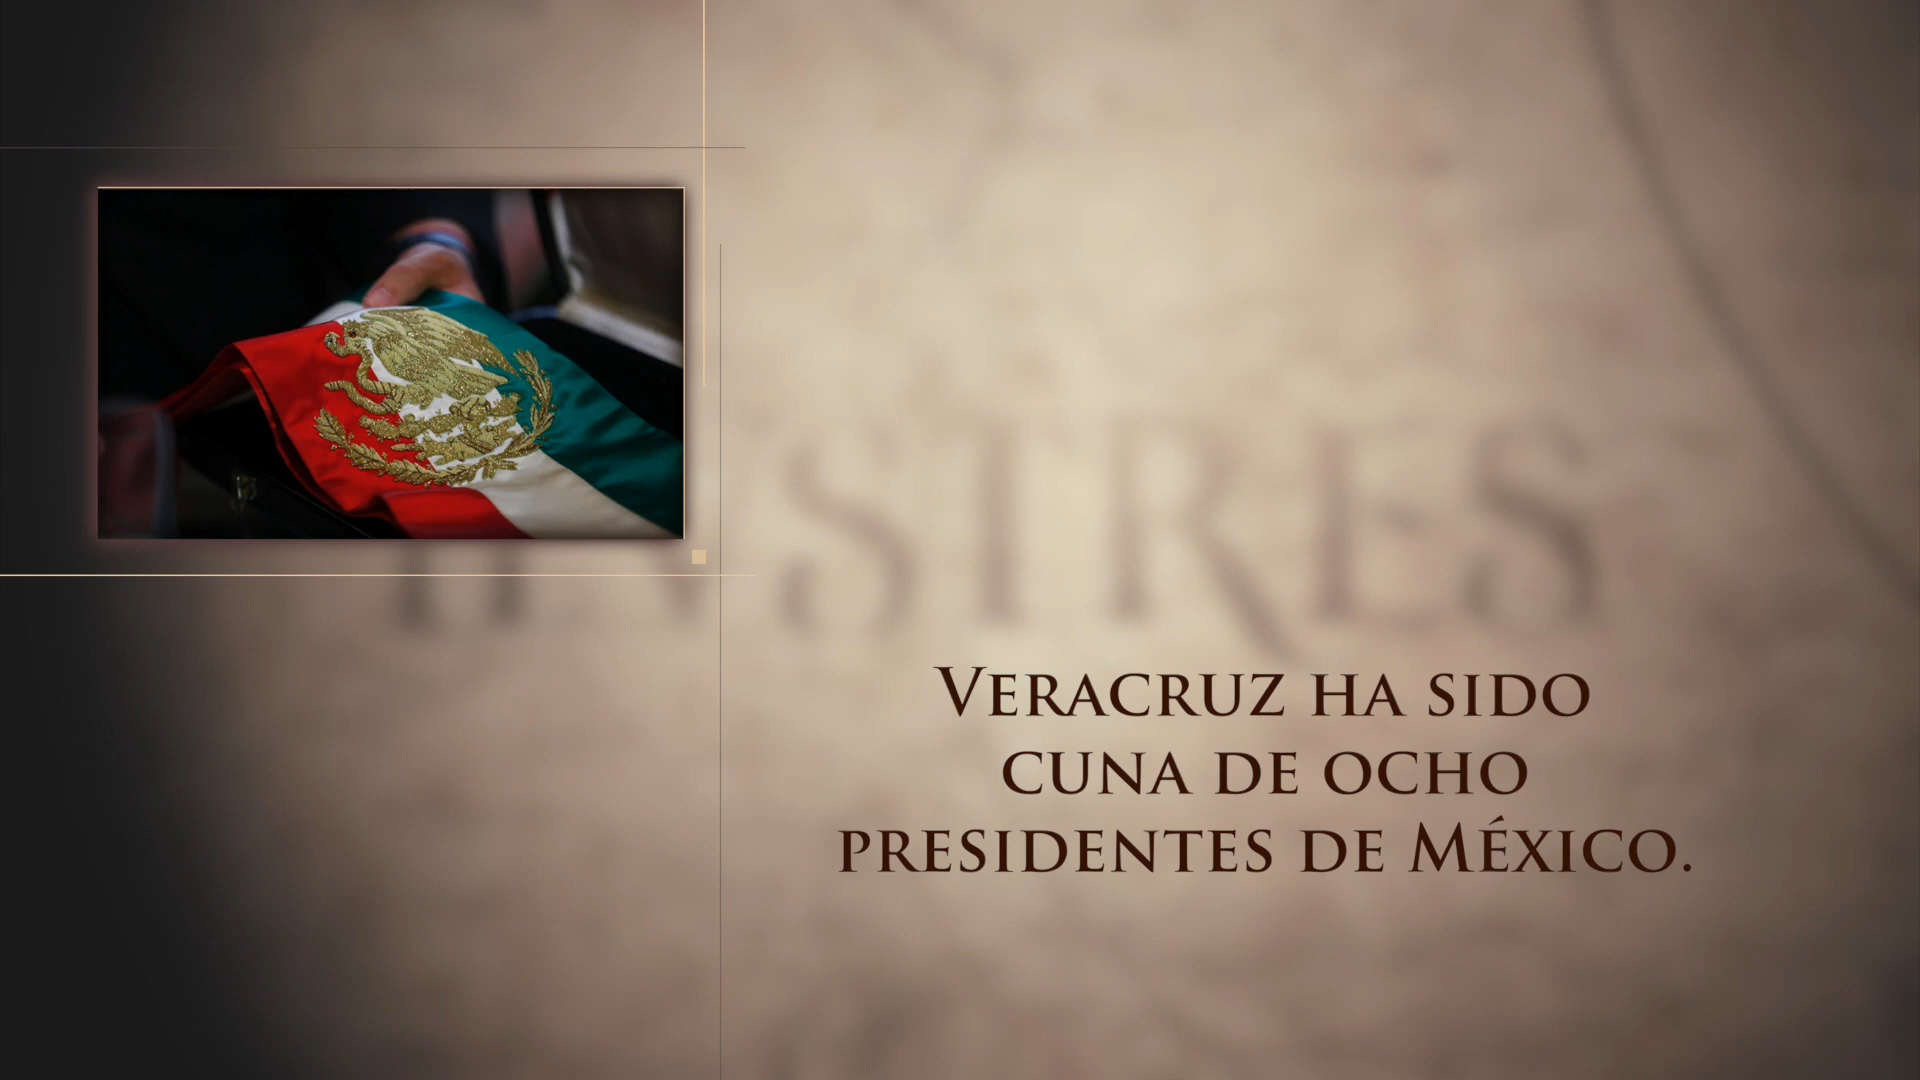 Veracruz ha sido
cuna de ocho
presidentes de México.